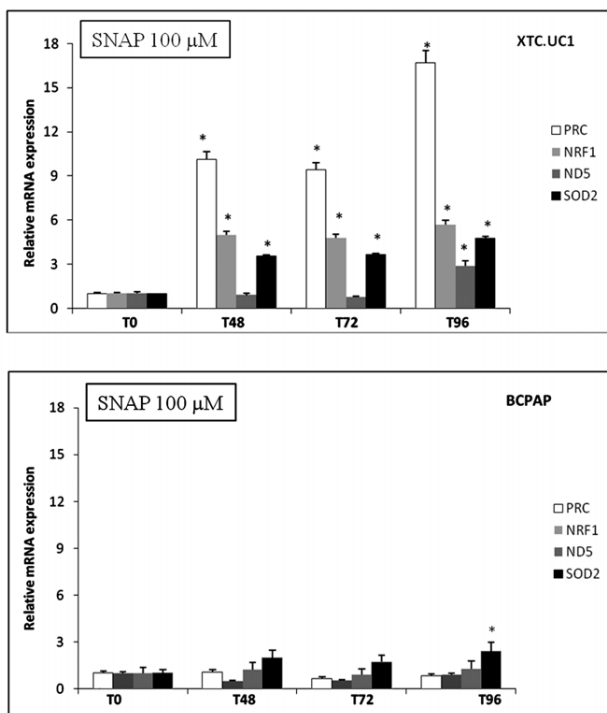 SNAP 100 μM
XTC.UC1
Relative mRNA expression
18
15
12
9
6
3
0
*
*
*
*
*
*
*
*
*
*
PRC
NRF1
ND5
SOD2
T0 T48 T72 T96
SNAP 100 μM
BCPAP
Relative mRNA expression
18
15
12
9
6
3
0
*
PRC
NRF1
ND5
SOD2
T0 T48 T72 T96